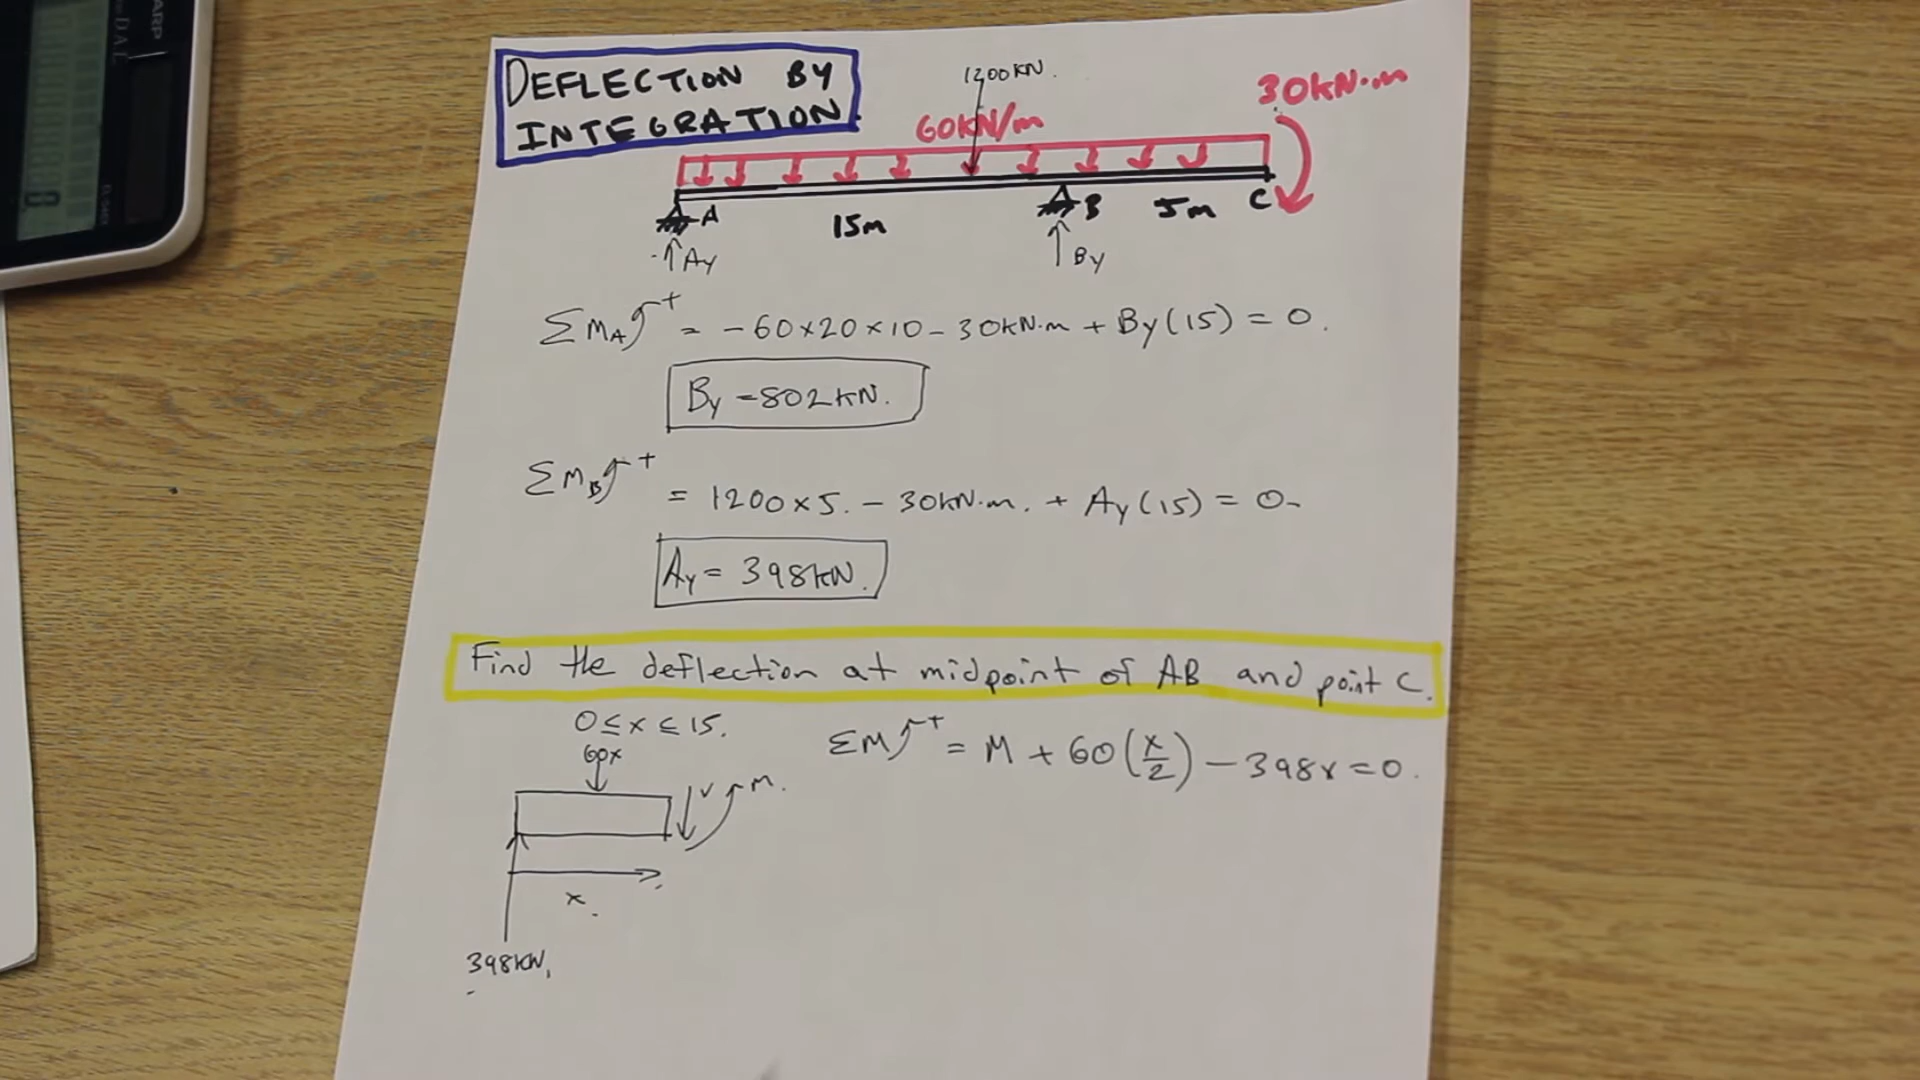 DEFLECTION BY
INTEGRATION.
1200KN.
60KN/m
30KN·m
A
15m
B
5m
C
Ay
By
ΣMA + = -60×20×10-30KN·m + By(15) = 0.
By = 802KN.
ΣMB + = 1200×5. - 30KN·m. + Ay(15) = 0-
Ay = 398KN.
Find the deflection at midpoint of AB and point C.
0≤x≤15.
60x
V
M.
ΣM + = M + 60(x/2) - 398x = 0.
x.
398KN,